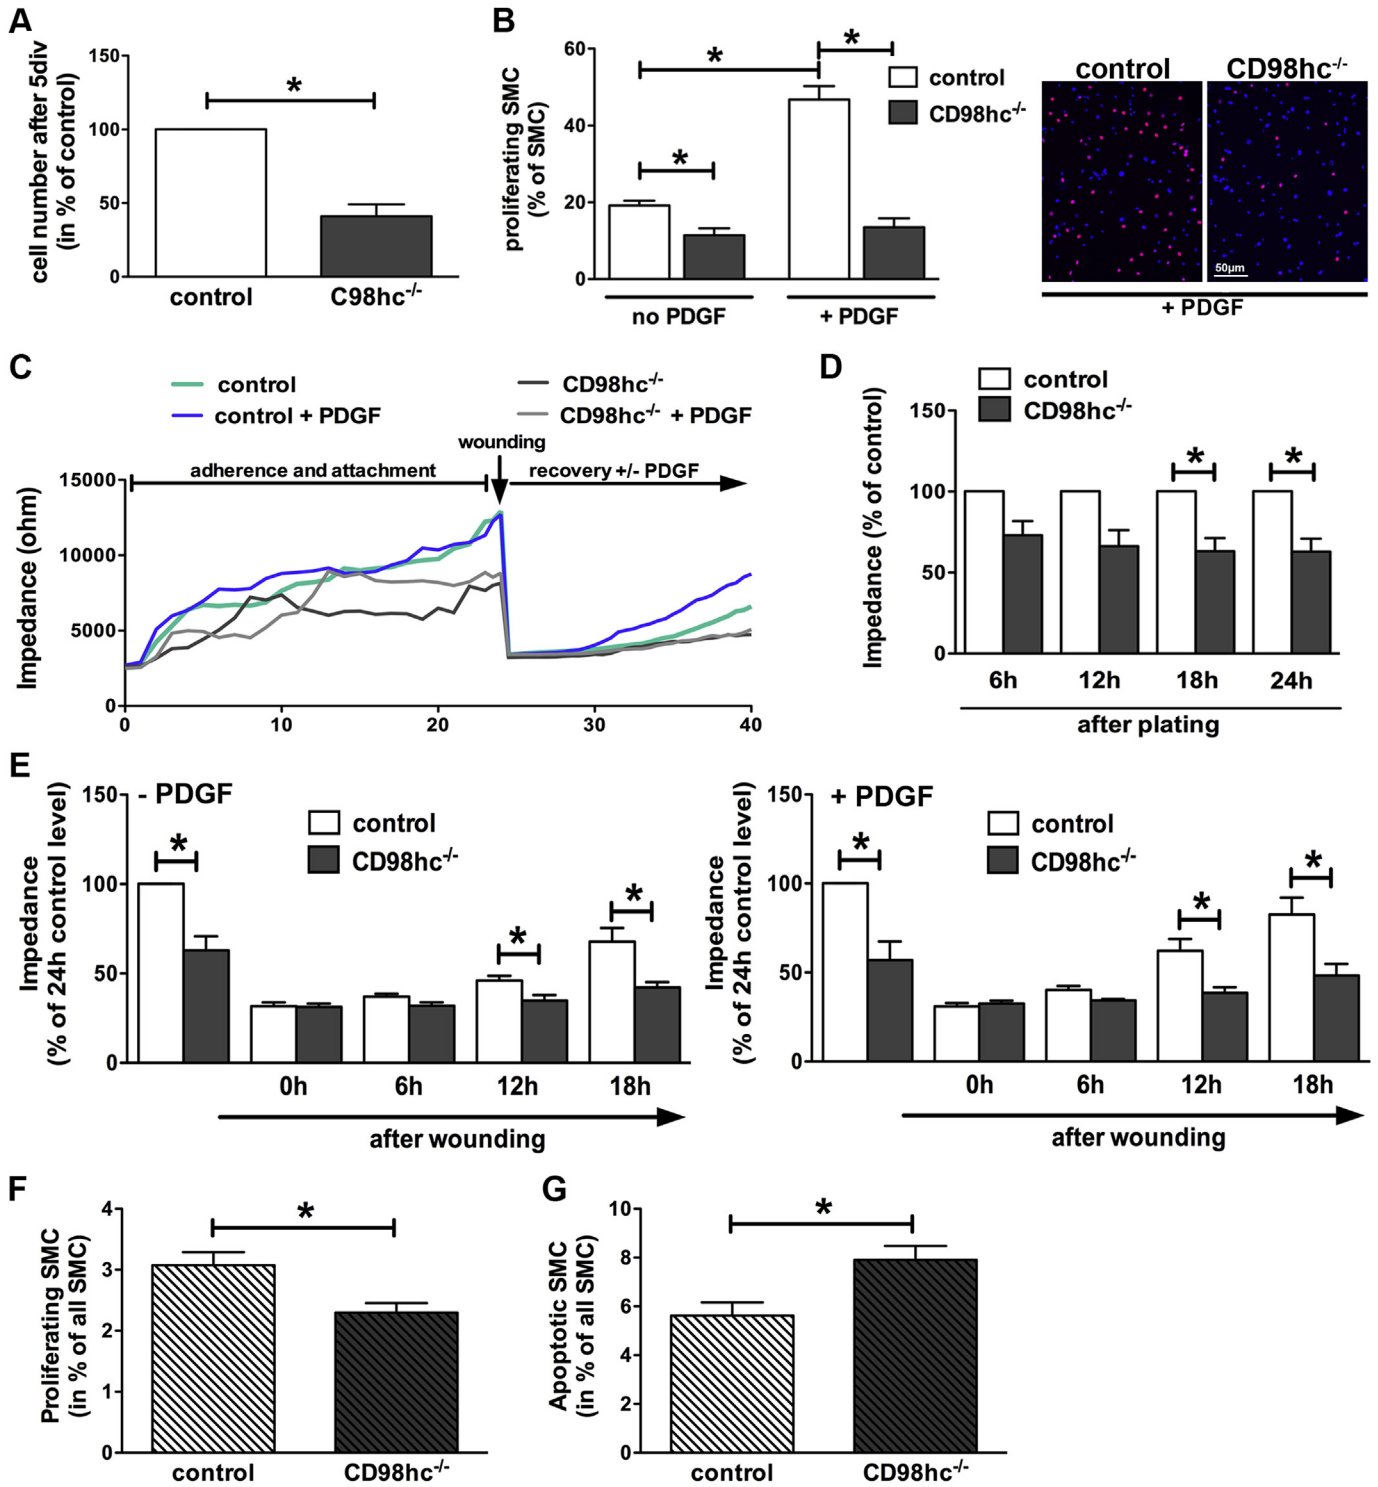 A
cell number after 5div
(in % of control)
150
100
50
0
*
control
C98hc-/-
B
proliferating SMC
(% of SMC)
60
40
20
0
*
*
*
control
CD98hc-/-
no PDGF
+ PDGF
control
CD98hc-/-
50µm
+ PDGF
C
control
control + PDGF
CD98hc-/-
CD98hc-/- + PDGF
wounding
adherence and attachment
recovery +/- PDGF
Impedance (ohm)
15000
10000
5000
0
0
10
20
30
40
D
control
CD98hc-/-
Impedance (% of control)
150
100
50
0
*
*
6h
12h
18h
24h
after plating
E
- PDGF
Impedance
(% of 24h control level)
150
100
50
0
control
CD98hc-/-
*
*
*
0h
6h
12h
18h
after wounding
+ PDGF
Impedance
(% of 24h control level)
150
100
50
0
control
CD98hc-/-
*
*
*
0h
6h
12h
18h
after wounding
F
Proliferating SMC
(in % of all SMC)
4
3
2
1
0
*
control
CD98hc-/-
G
Apoptotic SMC
(in % of all SMC)
10
8
6
4
2
0
*
control
CD98hc-/-